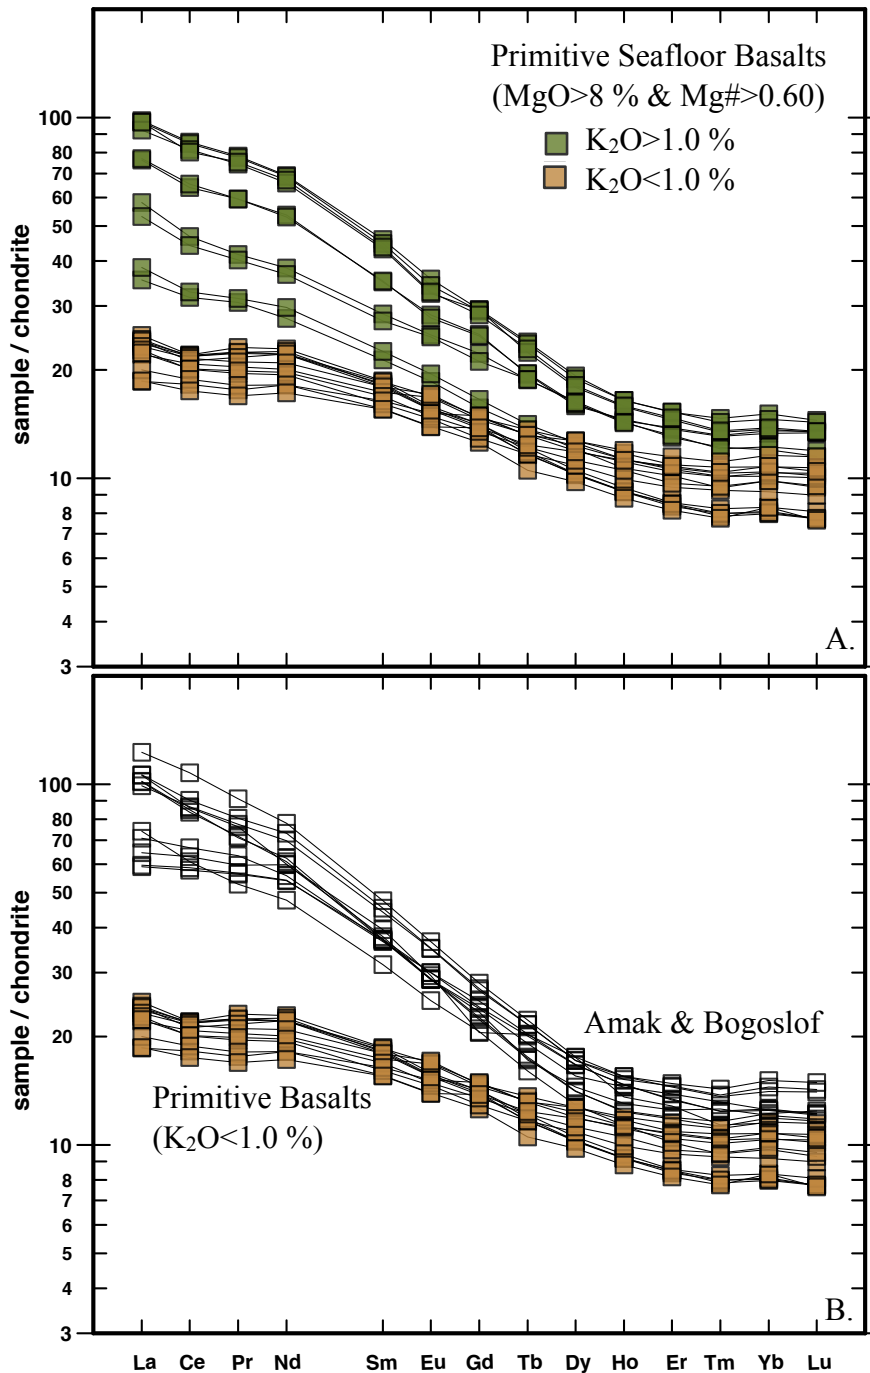 Primitive Seafloor Basalts
(MgO>8 % & Mg#>0.60)
K₂O>1.0 %
K₂O<1.0 %
100
80
70
60
50
40
30
20
10
8
7
6
5
4
3
sample / chondrite
A.
100
80
70
60
50
40
30
20
10
8
7
6
5
4
3
sample / chondrite
Amak & Bogoslof
Primitive Basalts
(K₂O<1.0 %)
B.
La Ce Pr Nd Sm Eu Gd Tb Dy Ho Er Tm Yb Lu